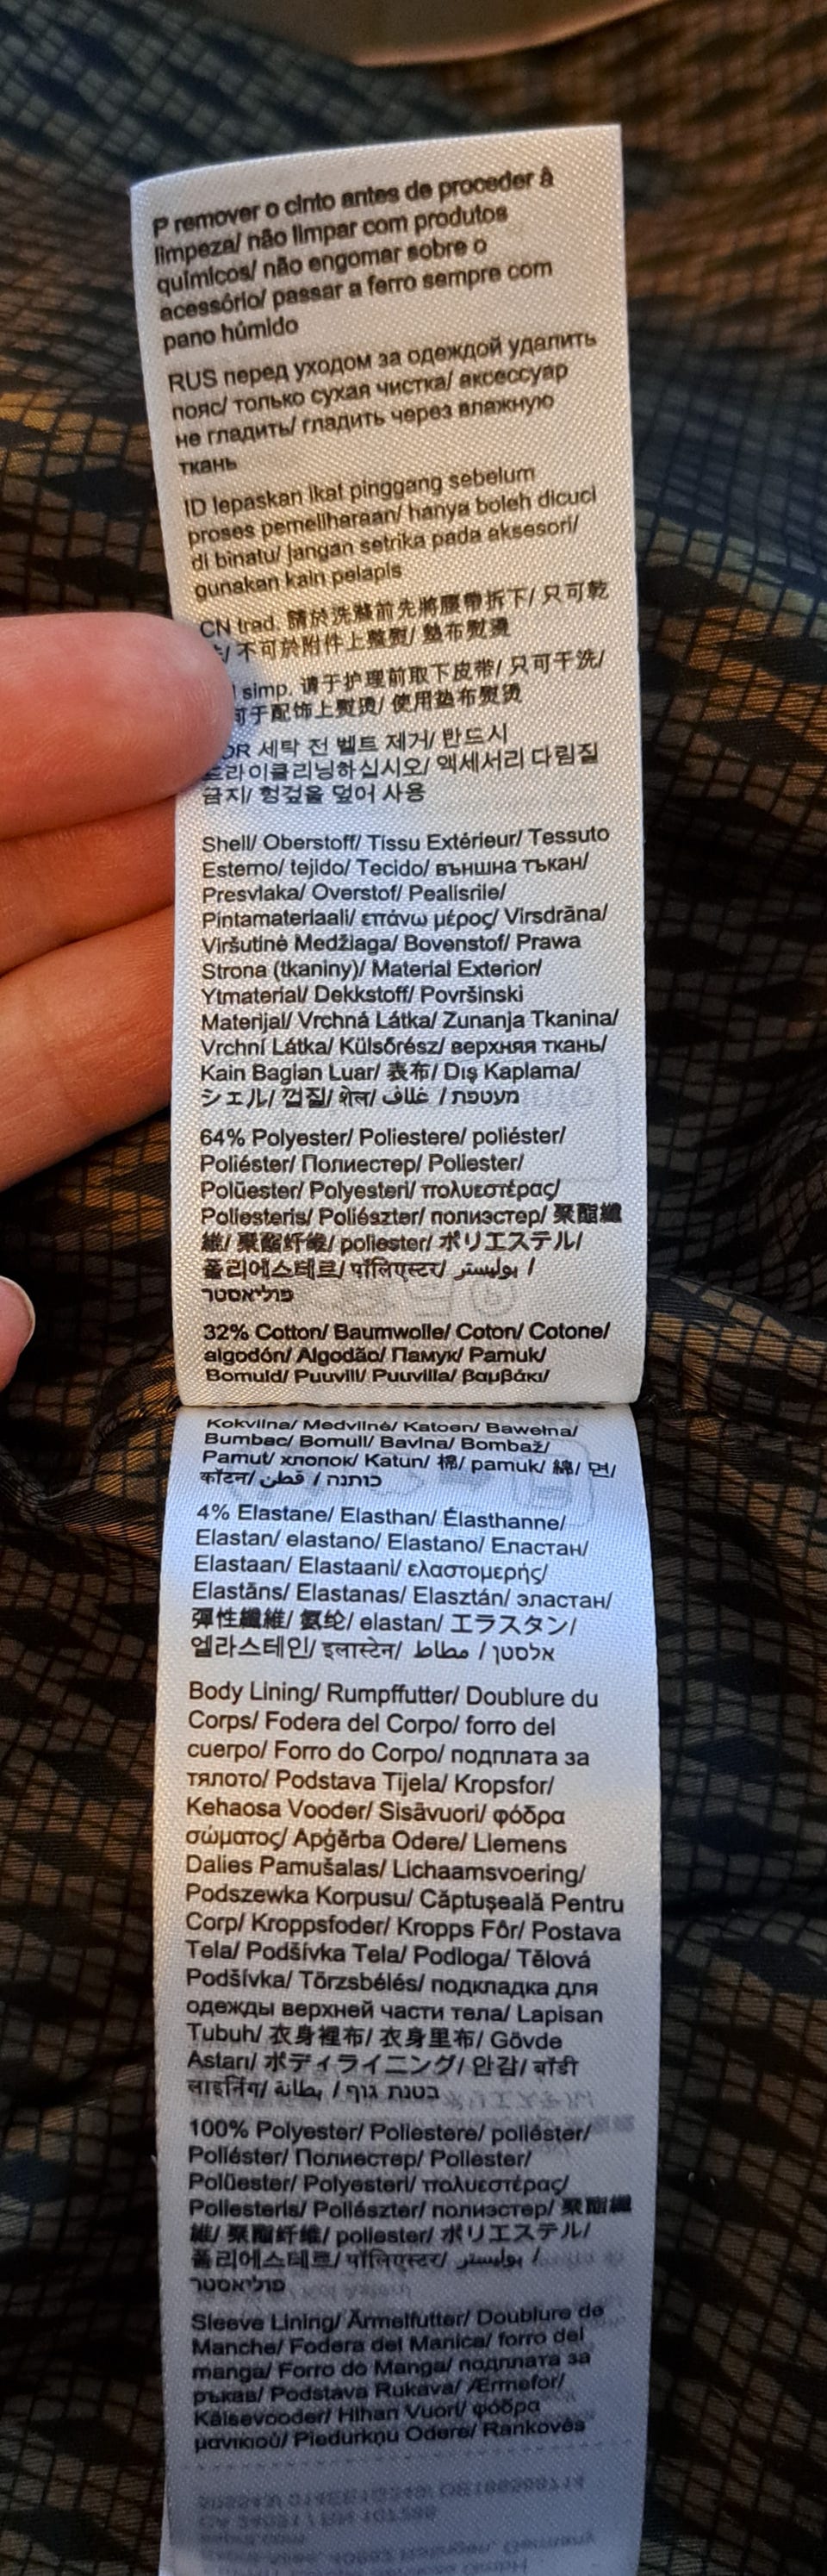 P remover o cinto antes de proceder à
limpeza/ não limpar com produtos
químicos/ não engomar sobre o
acessório/ passar a ferro sempre com
pano húmido
RUS перед уходом за одеждой удалить
пояс/ только сухая чистка/ аксессуар
не гладить/ гладить через влажную
ткань
ID lepaskan ikat pinggang sebelum
proses pemeliharaan/ hanya boleh dicuci
di binatu/ jangan setrika pada aksesori/
gunakan kain pelapis
CN trad. 請於洗滌前先將腰帶拆下/ 只可乾
不可於附件上整熨/ 墊布熨燙
simp. 请于护理前取下皮带/ 只可干洗/
可于配饰上熨烫/ 使用垫布熨烫
OR 세탁 전 벨트 제거/ 반드시
드라이클리닝하십시오/ 액세서리 다림질
금지/ 헝겊을 덮어 사용
Shell/ Oberstoff/ Tissu Extérieur/ Tessuto
Esterno/ tejido/ Tecido/ външна тъкан/
Presvlaka/ Overstof/ Pealisriie/
Pintamateriaali/ επάνω μέρος/ Virsdrāna/
Viršutinė Medžiaga/ Bovenstof/ Prawa
Strona (tkaniny)/ Material Exterior/
Ytmaterial/ Dekkstoff/ Površinski
Materijal/ Vrchná Látka/ Zunanja Tkanina/
Vrchní Látka/ Külsőrész/ верхняя ткань/
Kain Bagian Luar/ 表布/ Dış Kaplama/
シェル/ 겉질/ शेल/ غلاف / מעטפת
64% Polyester/ Poliestere/ poliéster/
Poliéster/ Полиестер/ Poliester/
Polüester/ Polyesteri/ πολυεστέρας/
Poliesteris/ Poliészter/ полиэстер/ 聚酯纖
維/ 聚酯纤维/ poliester/ ポリエステル/
폴리에스테르/ पॉलिएस्टर/ بوليستر /
פוליאסטר
32% Cotton/ Baumwolle/ Coton/ Cotone/
algodón/ Algodão/ Памук/ Pamuk/
Bomuld/ Puuvill/ Puuvilla/ βαμβάκι/
Kokvilna/ Medvilnė/ Katoen/ Bawełna/
Bumbac/ Bomull/ Bavlna/ Bombaž/
Pamut/ хлопок/ Katun/ 棉/ pamuk/ 綿/ 면/
कॉटन/ قطن / כותנה
4% Elastane/ Elasthan/ Élasthanne/
Elastan/ elastano/ Elastano/ Еластан/
Elastaan/ Elastaani/ ελαστομερής/
Elastāns/ Elastanas/ Elasztán/ эластан/
彈性纖維/ 氨纶/ elastan/ エラスタン/
엘라스테인/ इलास्टेन/ مطاط / אלסטן
Body Lining/ Rumpffutter/ Doublure du
Corps/ Fodera del Corpo/ forro del
cuerpo/ Forro do Corpo/ подплата за
тялото/ Podstava Tijela/ Kropsfor/
Kehaosa Vooder/ Sisävuori/ φόδρα
σώματος/ Apģērba Odere/ Liemens
Dalies Pamušalas/ Lichaamsvoering/
Podszewka Korpusu/ Căptuşeală Pentru
Corp/ Kroppsfoder/ Kropps Fôr/ Postava
Tela/ Podšívka Tela/ Podloga/ Tělová
Podšívka/ Törzsbélés/ подкладка для
одежды верхней части тела/ Lapisan
Tubuh/ 衣身裡布/ 衣身里布/ Gövde
Astarı/ ボディライニング/ 안감/ बॉडी
लाइनिंग/ بطانة / בטנת גוף
100% Polyester/ Poliestere/ poliéster/
Poliéster/ Полиестер/ Poliester/
Polüester/ Polyesteri/ πολυεστέρας/
Poliesteris/ Poliészter/ полиэстер/ 聚酯纖
維/ 聚酯纤维/ poliester/ ポリエステル/
폴리에스테르/ पॉलिएस्टर/ بوليستر /
פוליאסטר
Sleeve Lining/ Ärmelfutter/ Doublure de
Manche/ Fodera del Manica/ forro del
manga/ Forro do Manga/ подплата за
ръкав/ Podstava Rukava/ Ærmefor/
Käisevooder/ Hihan Vuori/ φόδρα
μανικιού/ Piedurkņu Odere/ Rankovės